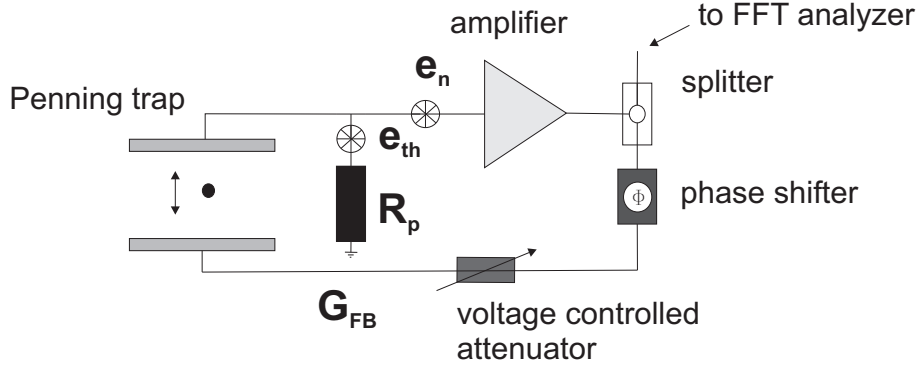 to FFT analyzer
amplifier
e_n
splitter
Penning trap
e_th
Φ
phase shifter
R_p
G_FB
voltage controlled
attenuator